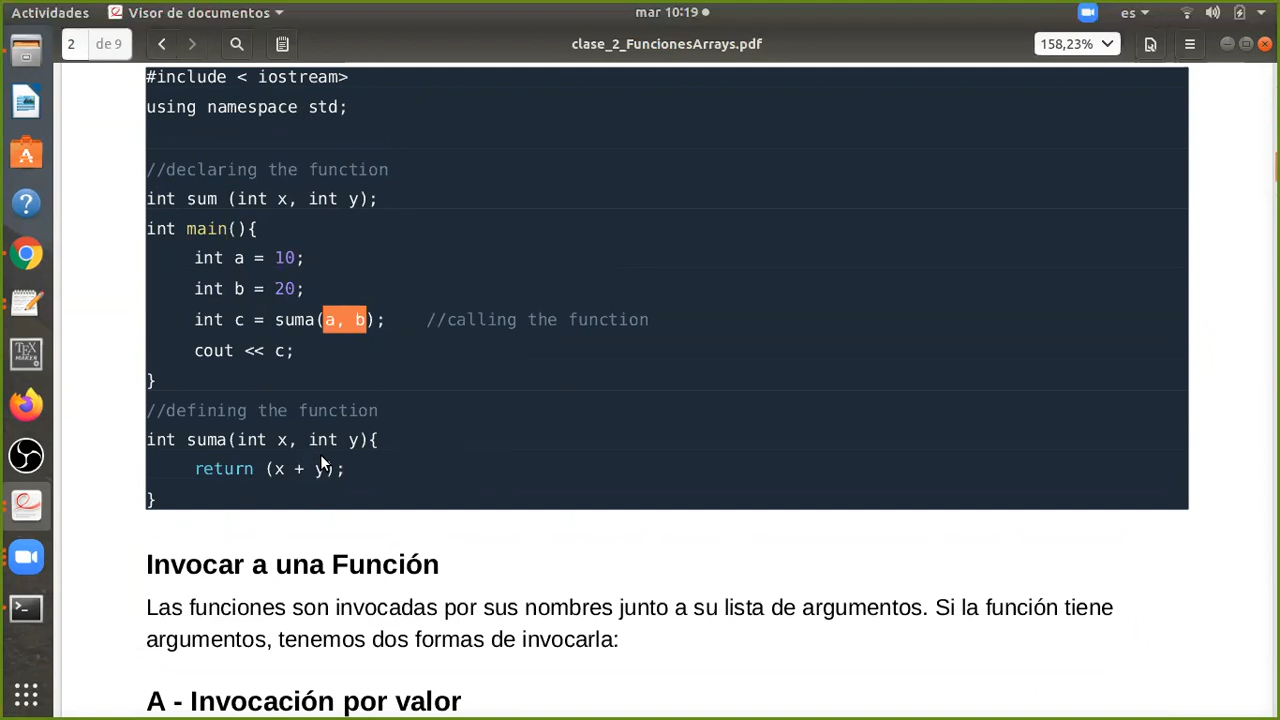 Actividades Visor de documentos mar 10:19 es
2 de 9 clase_2_FuncionesArrays.pdf 158,23%
#include < iostream>
using namespace std;
//declaring the function
int sum (int x, int y);
int main(){
int a = 10;
int b = 20;
int c = suma(a, b); //calling the function
cout << c;
}
//defining the function
int suma(int x, int y){
return (x + y);
}
Invocar a una Función
Las funciones son invocadas por sus nombres junto a su lista de argumentos. Si la función tiene
argumentos, tenemos dos formas de invocarla:
A - Invocación por valor